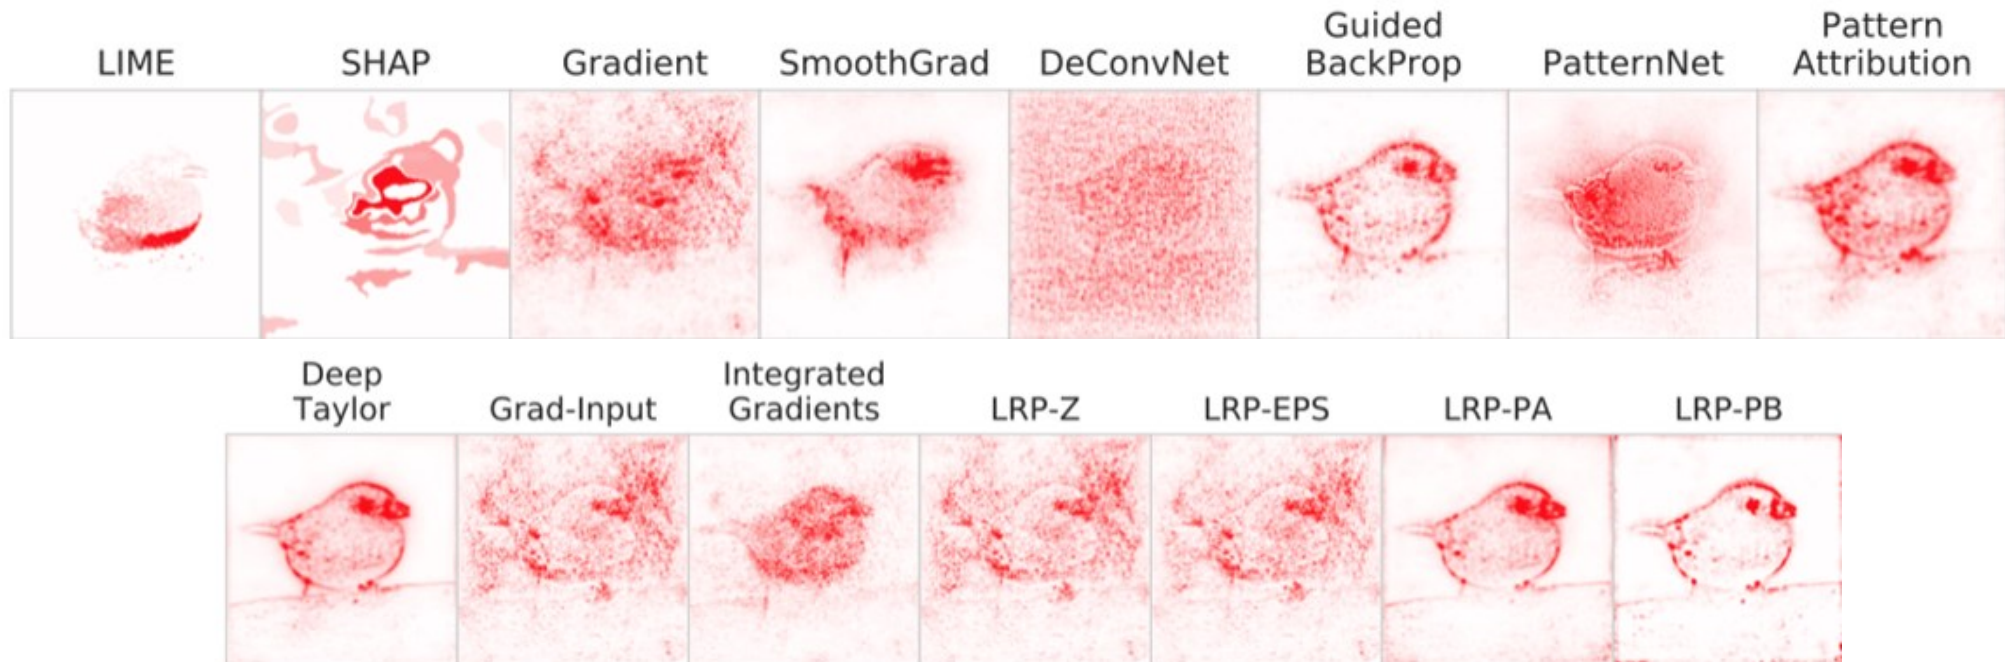 LIME SHAP Gradient SmoothGrad DeConvNet Guided BackProp PatternNet Pattern Attribution
Deep Taylor Grad-Input Integrated Gradients LRP-Z LRP-EPS LRP-PA LRP-PB